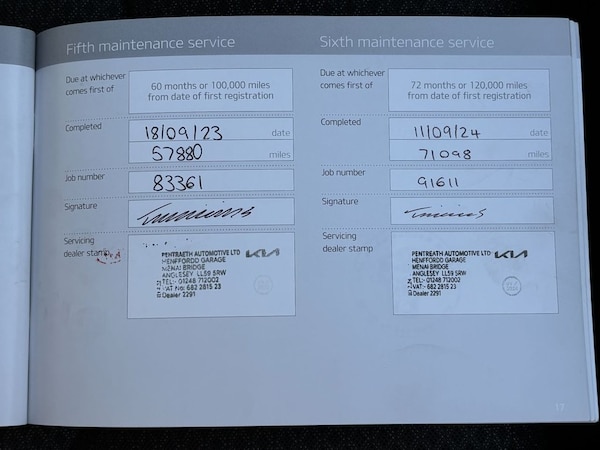 Fifth maintenance service
Due at whichever
comes first of
60 months or 100,000 miles
from date of first registration
Completed
18/09/23 date
57880 miles
Job number
83361
Signature
Servicing
dealer stamp
PENTRAETH AUTOMOTIVE LTD
HENFFORDD GARAGE
MENAI BRIDGE
ANGLESEY LL59 5RW
TEL:- 01248 712002
VAT No: 682 2815 23
Dealer 2291
KIA
Sixth maintenance service
Due at whichever
comes first of
72 months or 120,000 miles
from date of first registration
Completed
11/09/24 date
71098 miles
Job number
91611
Signature
Servicing
dealer stamp
PENTREATH AUTOMOTIVE LTD
HENFFORDD GARAGE
MENAI BRIDGE
ANGLESEY LL59 5RW
TEL:- 01248 712002
VAT:- 682 2815 23
Dealer 2291
KIA
17